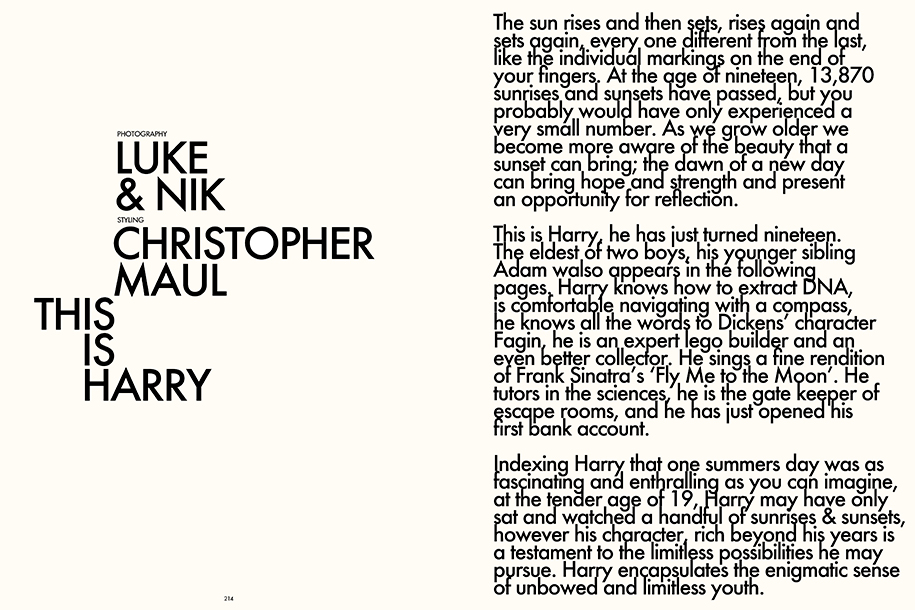 PHOTOGRAPHY
LUKE
& NIK
STYLING
CHRISTOPHER
MAUL
THIS
IS
HARRY
214
The sun rises and then sets, rises again and
sets again, every one different from the last,
like the individual markings on the end of
your fingers. At the age of nineteen, 13,870
sunrises and sunsets have passed, but you
probably would have only experienced a
very small number. As we grow older we
become more aware of the beauty that a
sunset can bring; the dawn of a new day
can bring hope and strength and present
an opportunity for reflection.
This is Harry, he has just turned nineteen.
The eldest of two boys, his younger sibling
Adam walso appears in the following
pages. Harry knows how to extract DNA,
is comfortable navigating with a compass,
he knows all the words to Dickens’ character
Fagin, he is an expert lego builder and an
even better collector. He sings a fine rendition
of Frank Sinatra’s ‘Fly Me to the Moon’. He
tutors in the sciences, he is the gate keeper of
escape rooms, and he has just opened his
first bank account.
Indexing Harry that one summers day was as
fascinating and enthralling as you can imagine,
at the tender age of 19, Harry may have only
sat and watched a handful of sunrises & sunsets,
however his character, rich beyond his years is
a testament to the limitless possibilities he may
pursue. Harry encapsulates the enigmatic sense
of unbowed and limitless youth.